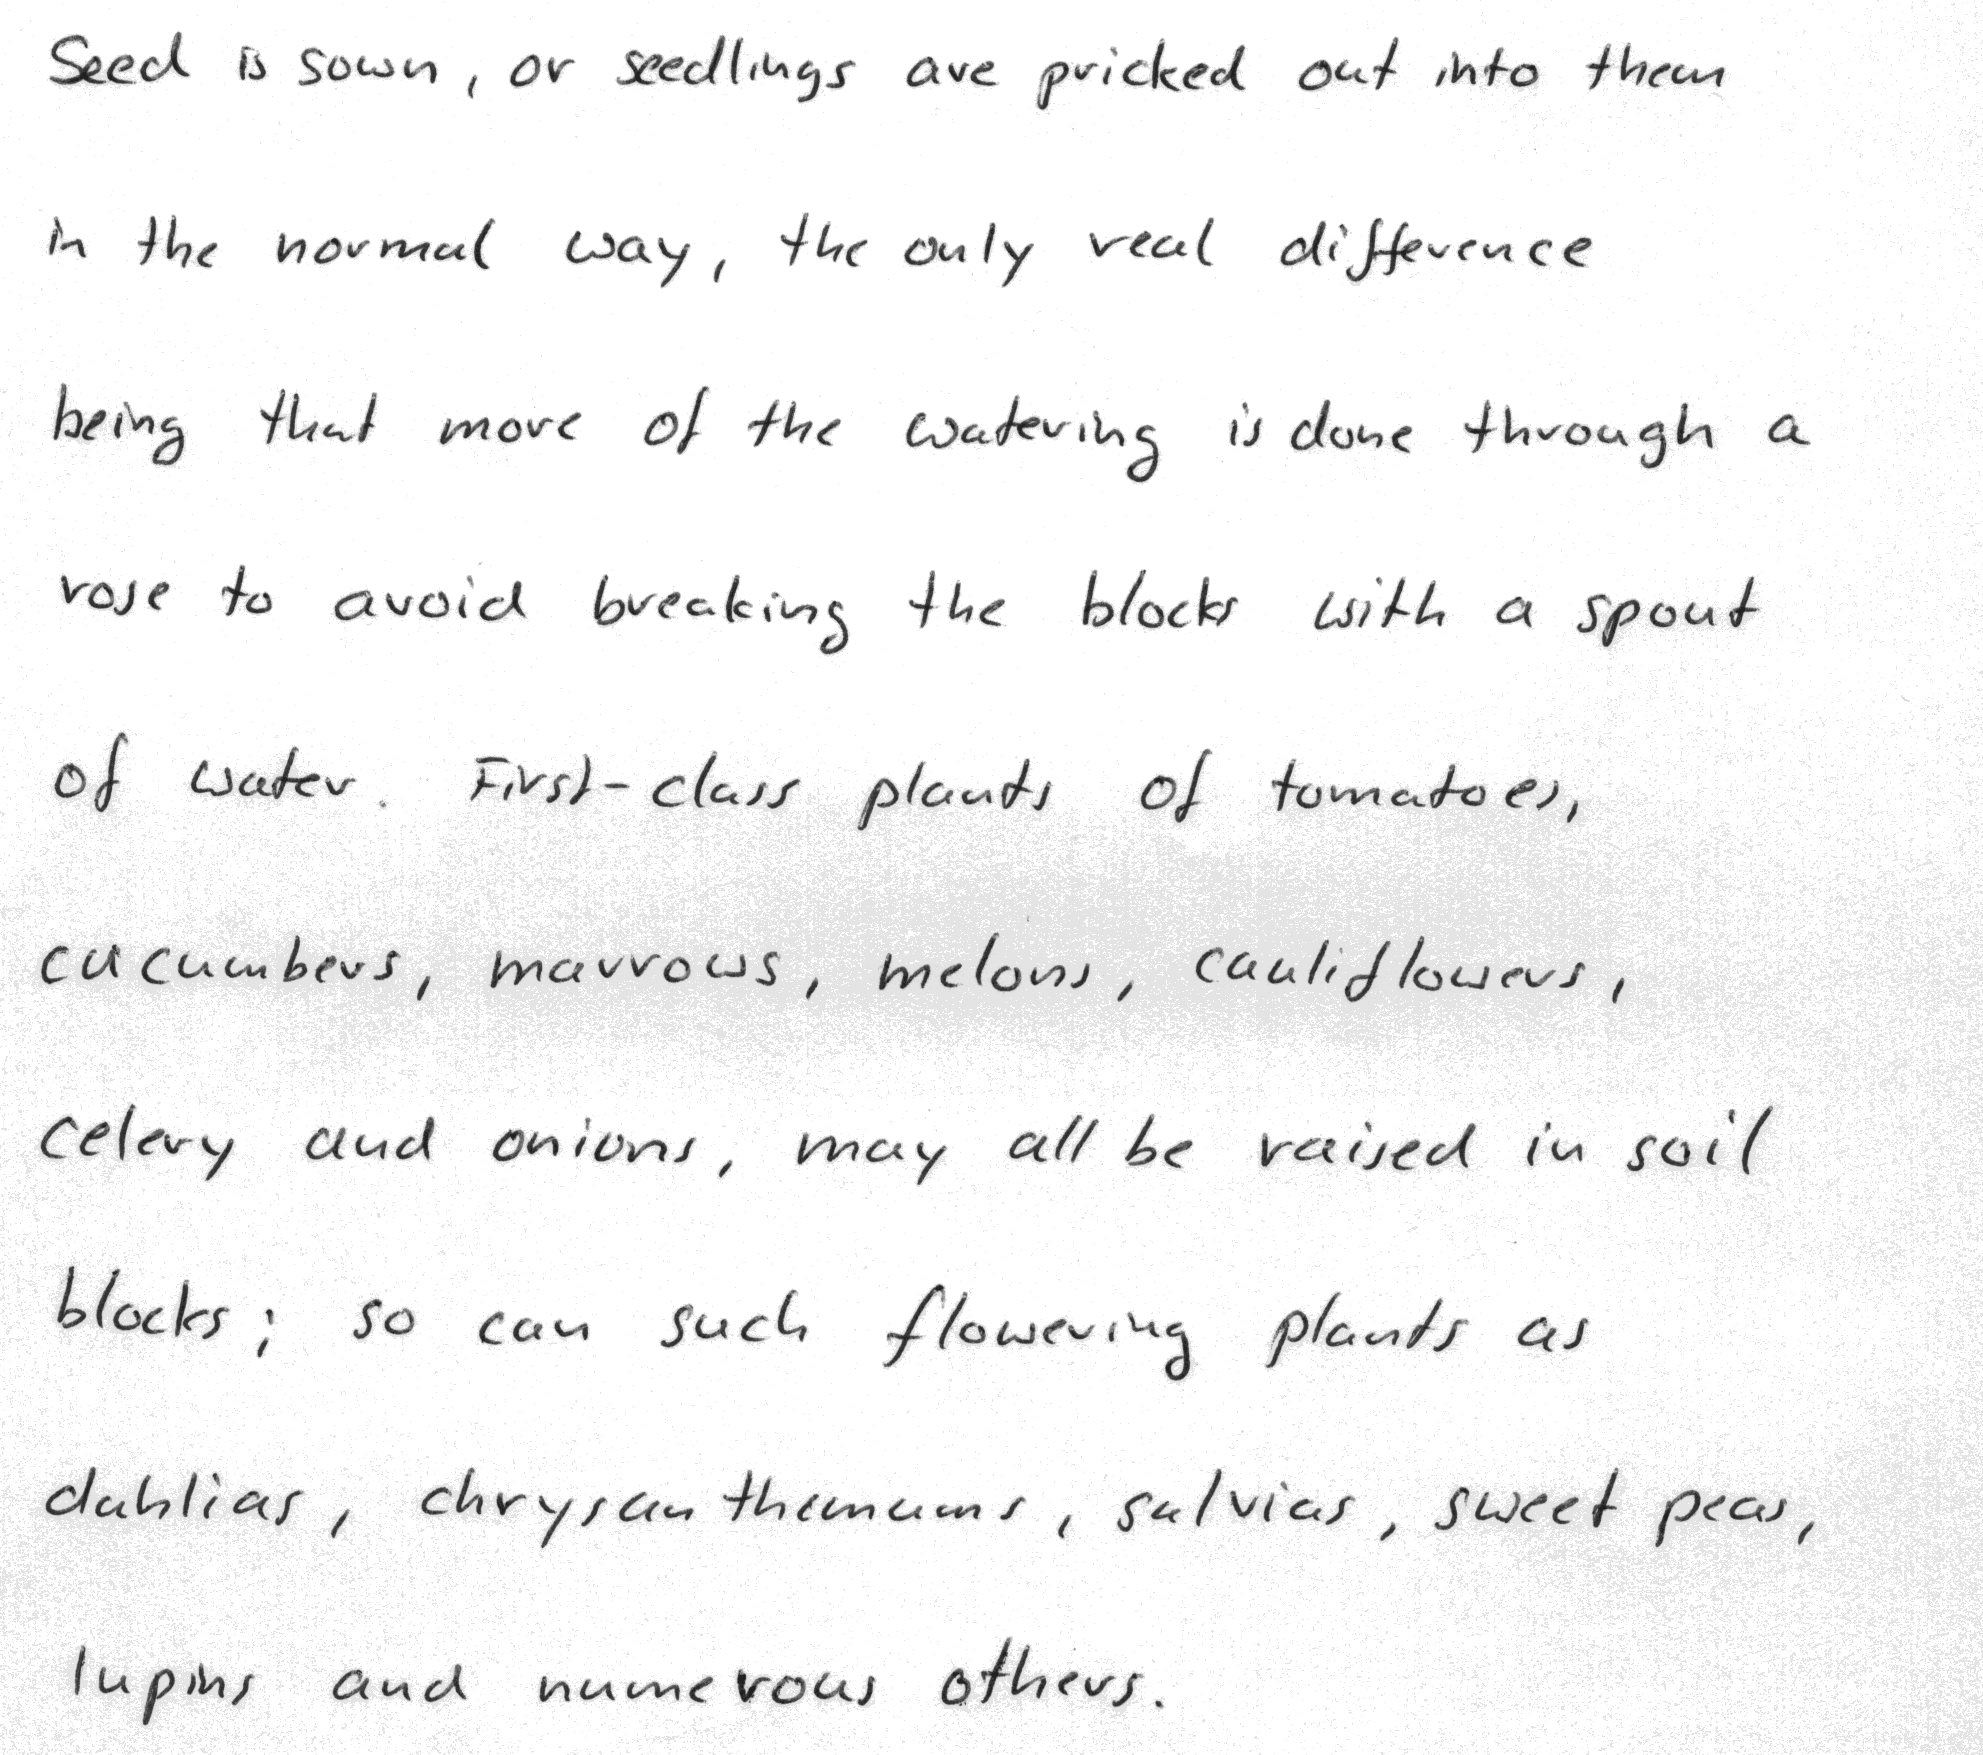 Seed is sown, or seedlings are pricked out into them
in the normal way, the only real difference
being that more of the watering is done through a
rose to avoid breaking the blocks with a spout
of water. First-class plants of tomatoes,
cucumbers, marrows, melons, cauliflowers,
celery and onions, may all be raised in soil
blocks; so can such flowering plants as
dahlias, chrysanthemums, salvias, sweet peas,
lupins and numerous others.